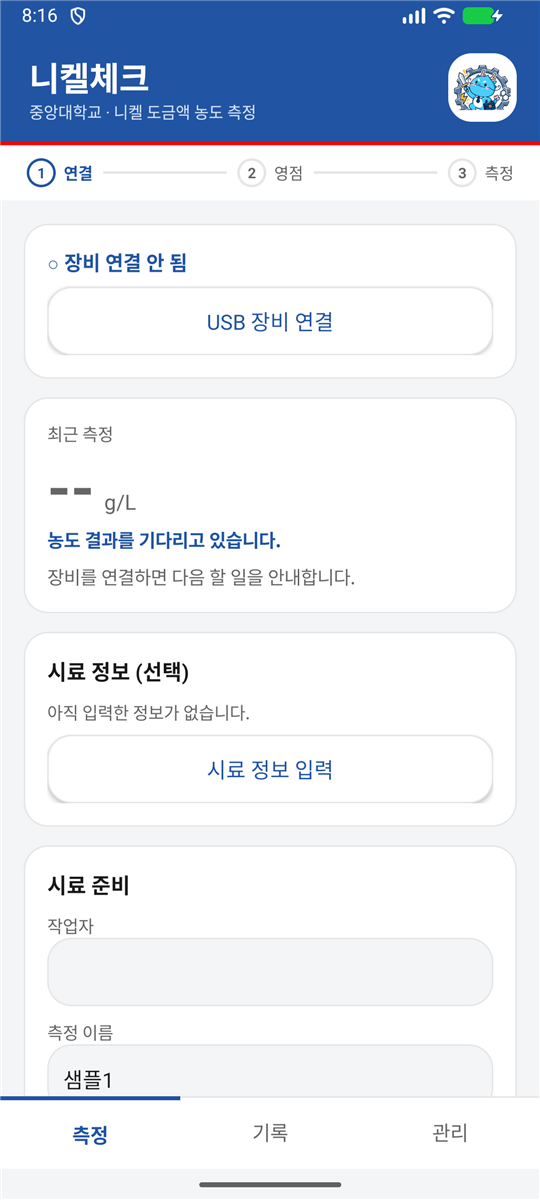 8:16
니켈체크
중앙대학교 · 니켈 도금액 농도 측정
1 연결 2 영점 3 측정
○ 장비 연결 안 됨
USB 장비 연결
최근 측정
-- g/L
농도 결과를 기다리고 있습니다.
장비를 연결하면 다음 할 일을 안내합니다.
시료 정보 (선택)
아직 입력한 정보가 없습니다.
시료 정보 입력
시료 준비
작업자
측정 이름
샘플1
측정 기록 관리